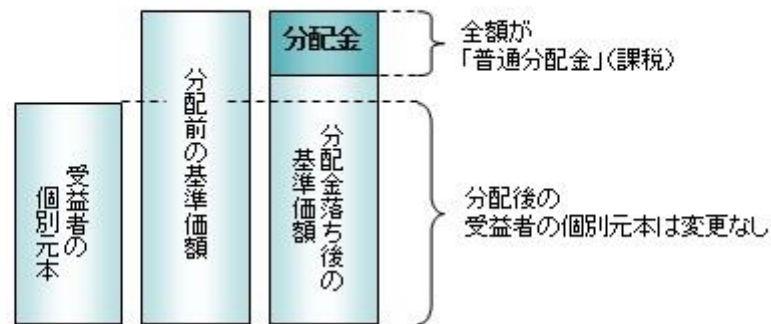 受益者の
個別元本
分配前の基準価額
分配金
分配金落ち後の
基準価額
全額が
「普通分配金」(課税)
分配後の
受益者の個別元本は変更なし